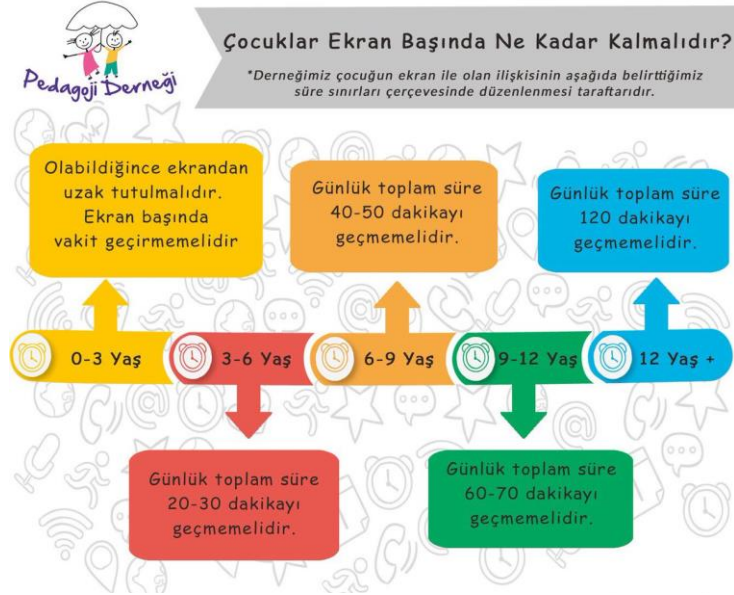 Pedagoji Derneği
Çocuklar Ekran Başında Ne Kadar Kalmalıdır?
*Derneğimiz çocuğun ekran ile olan ilişkisinin aşağıda belirttiğimiz
süre sınırları çerçevesinde düzenlenmesi taraftarıdır.
Olabildiğince ekrandan
uzak tutulmalıdır.
Ekran başında
vakit geçirmemelidir
Günlük toplam süre
40-50 dakikayı
geçmemelidir.
Günlük toplam süre
120 dakikayı
geçmemelidir.
0-3 Yaş
3-6 Yaş
6-9 Yaş
9-12 Yaş
12 Yaş +
Günlük toplam süre
20-30 dakikayı
geçmemelidir.
Günlük toplam süre
60-70 dakikayı
geçmemelidir.